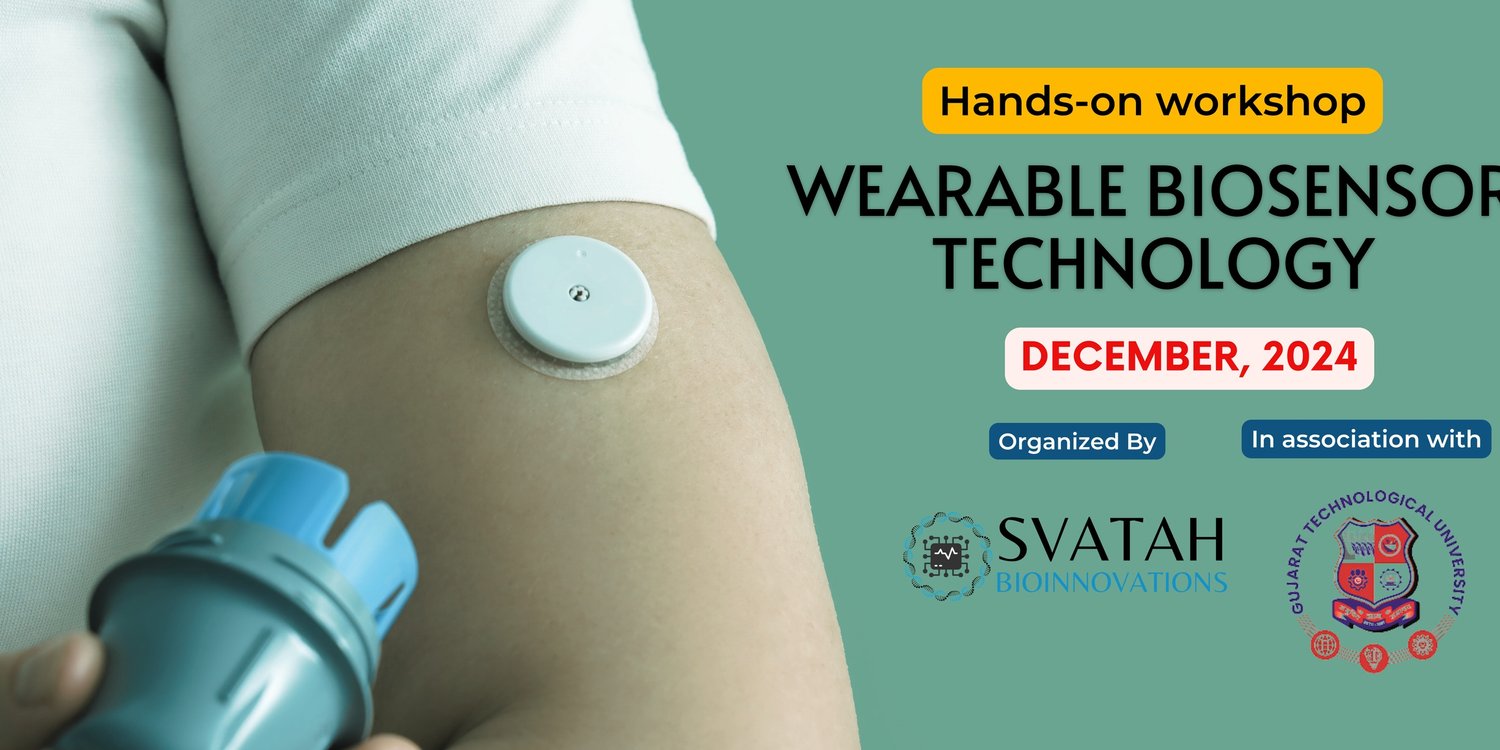 Hands-on workshop
WEARABLE BIOSENSOR
TECHNOLOGY
DECEMBER, 2024
Organized By
In association with
SVATAH
BIOINNOVATIONS
GUJARAT TECHNOLOGICAL UNIVERSITY